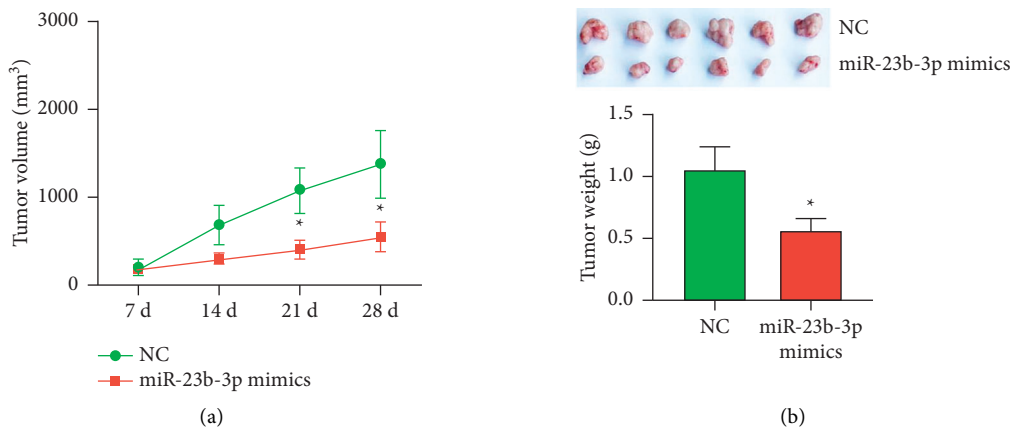 3000
2000
1000
0
Tumor volume (mm³)
*
*
7 d 14 d 21 d 28 d
NC
miR-23b-3p mimics
(a)
NC
miR-23b-3p mimics
1.5
1.0
0.5
0.0
Tumor weight (g)
*
NC miR-23b-3p
mimics
(b)